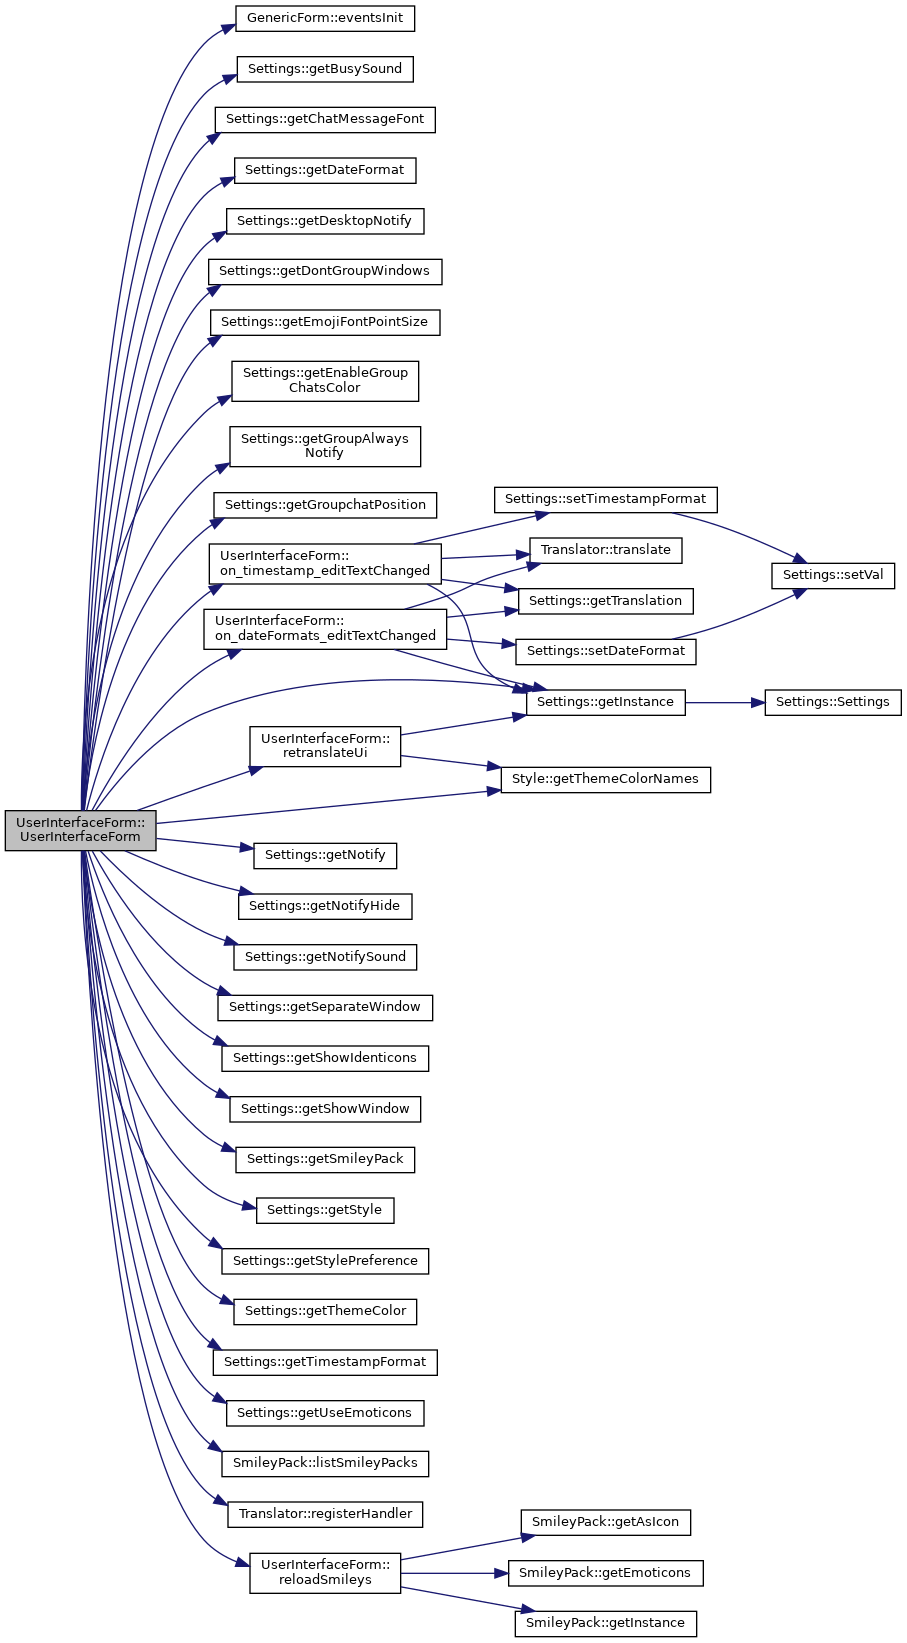 GenericForm::eventsInit
Settings::getBusySound
Settings::getChatMessageFont
Settings::getDateFormat
Settings::getDesktopNotify
Settings::getDontGroupWindows
Settings::getEmojiFontPointSize
Settings::getEnableGroup
ChatsColor
Settings::getGroupAlways
Notify
Settings::getGroupchatPosition
UserInterfaceForm::
on_timestamp_editTextChanged
UserInterfaceForm::
on_dateFormats_editTextChanged
Settings::setTimestampFormat
Translator::translate
Settings::getTranslation
Settings::setDateFormat
Settings::setVal
Settings::getInstance
Settings::Settings
UserInterfaceForm::
retranslateUi
Style::getThemeColorNames
UserInterfaceForm::
UserInterfaceForm
Settings::getNotify
Settings::getNotifyHide
Settings::getNotifySound
Settings::getSeparateWindow
Settings::getShowIdenticons
Settings::getShowWindow
Settings::getSmileyPack
Settings::getStyle
Settings::getStylePreference
Settings::getThemeColor
Settings::getTimestampFormat
Settings::getUseEmoticons
SmileyPack::listSmileyPacks
Translator::registerHandler
UserInterfaceForm::
reloadSmileys
SmileyPack::getAsIcon
SmileyPack::getEmoticons
SmileyPack::getInstance